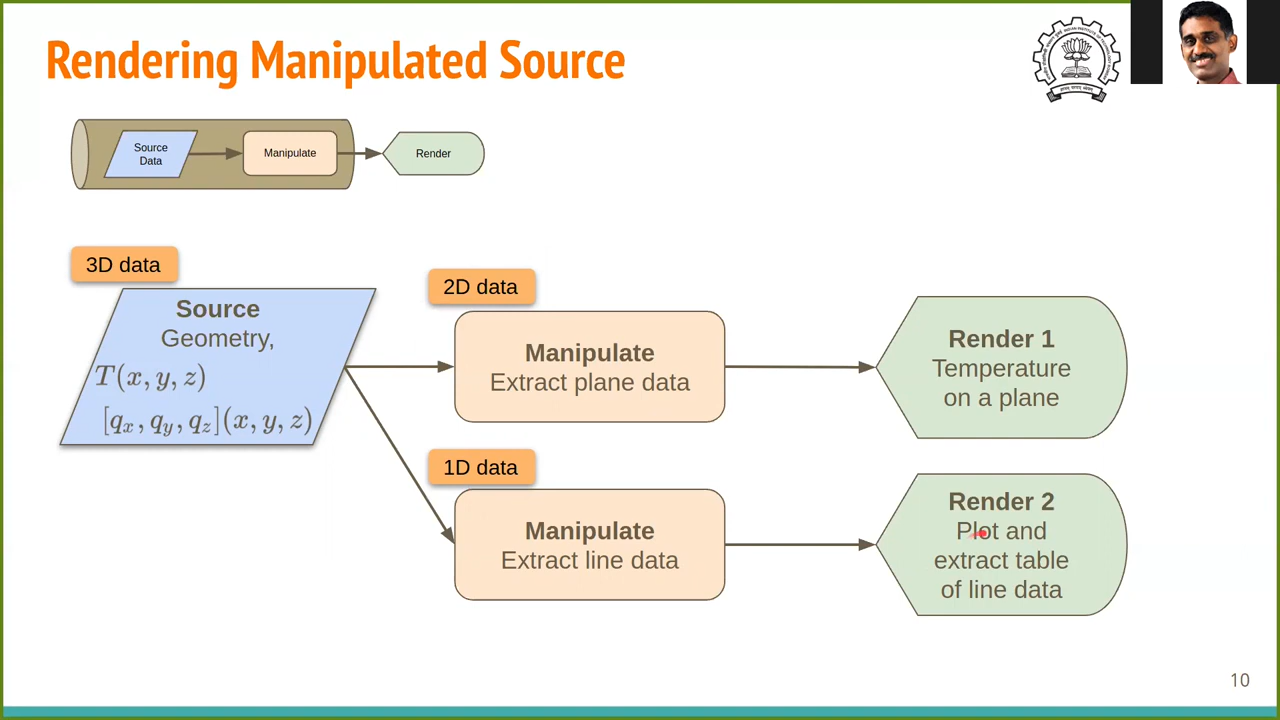 Rendering Manipulated Source
Source
Data
Manipulate
Render
3D data
Source
Geometry,
T(x, y, z)
[qx, qy, qz](x, y, z)
2D data
Manipulate
Extract plane data
Render 1
Temperature
on a plane
1D data
Manipulate
Extract line data
Render 2
Plot and
extract table
of line data
10